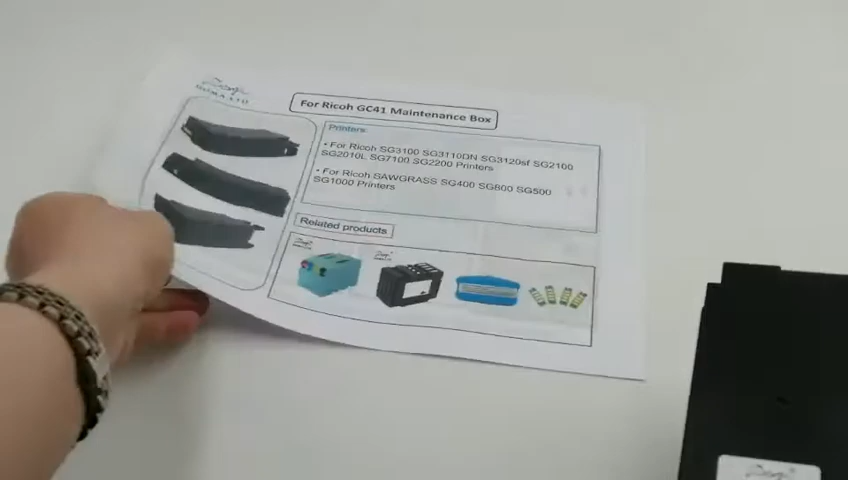 For Ricoh GC41 Maintenance Box
Printers:
• For Ricoh SG3100 SG3110DN SG3120sf SG2100
SG2010L SG7100 SG2200 Printers
• For Ricoh SAWGRASS SG400 SG800 SG500
SG1000 Printers
Related products